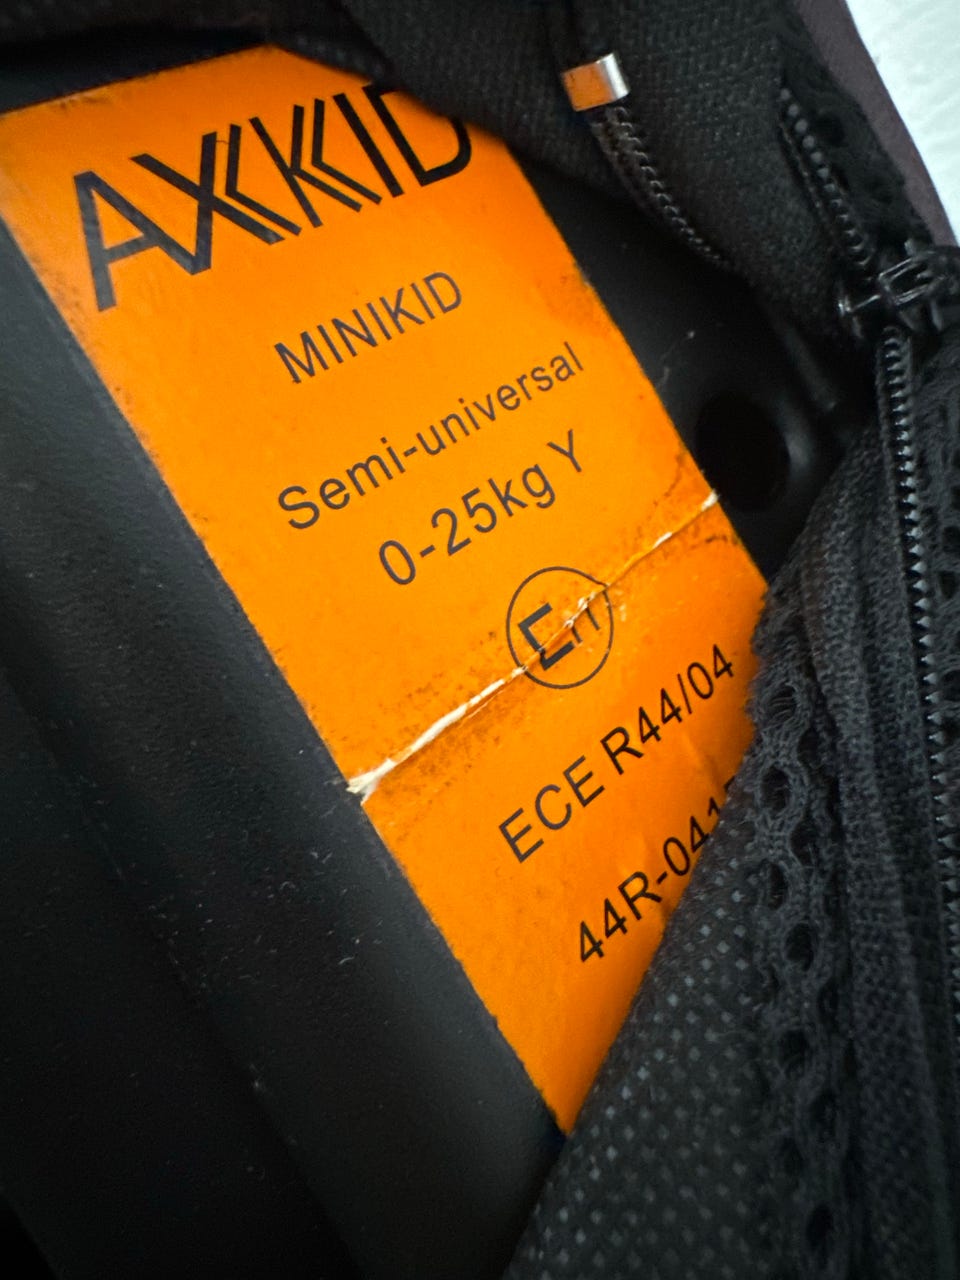 AXKID
MINIKID
Semi-universal
0-25kg Y
ECE R44/04